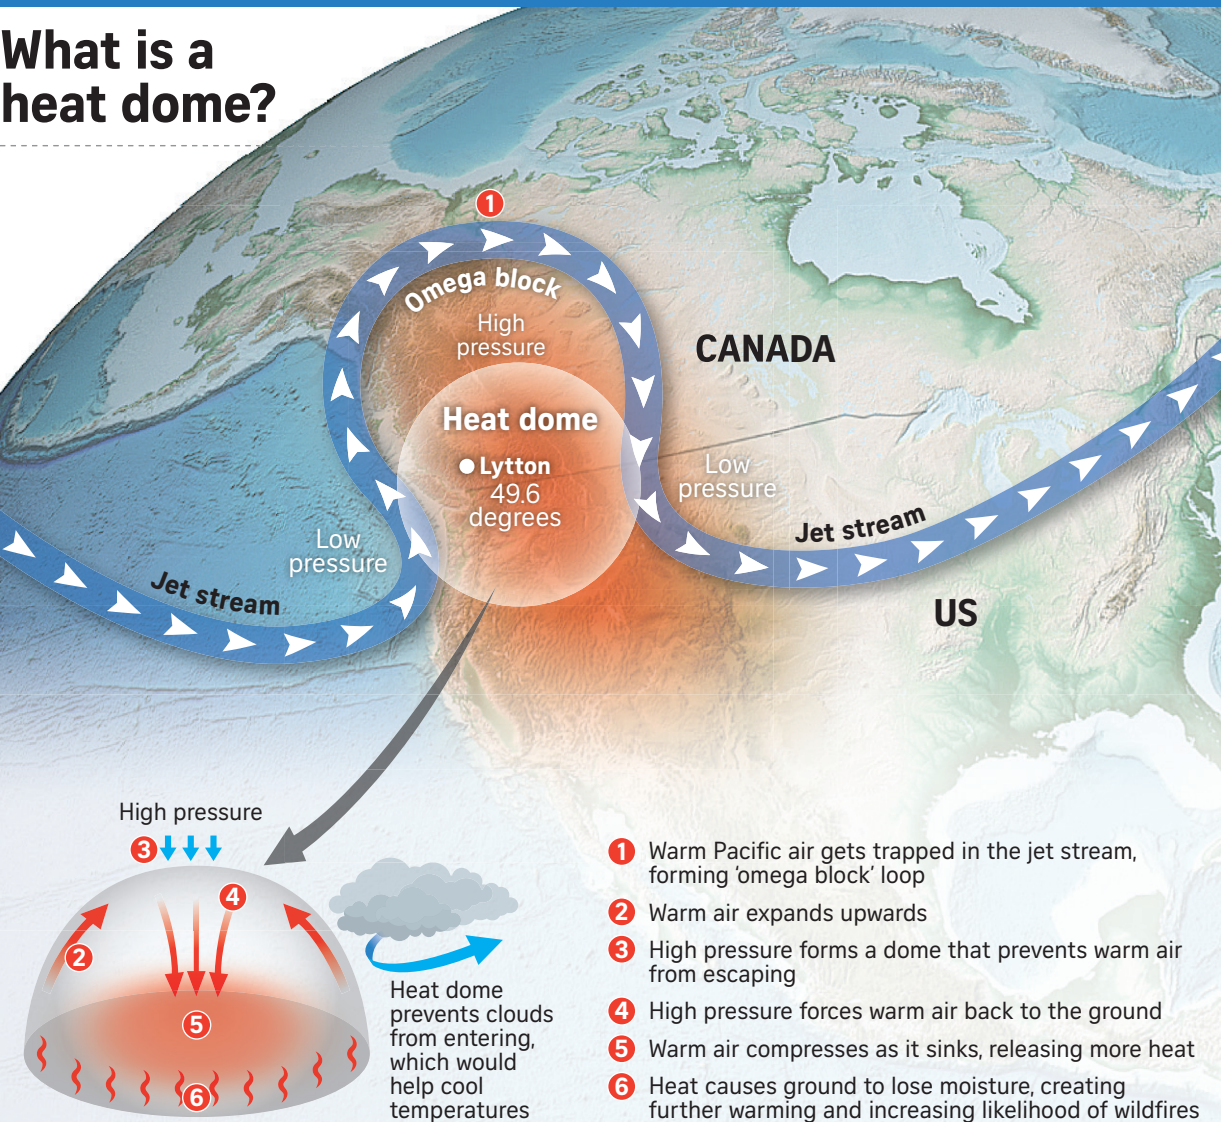 What is a
heat dome?
1
Omega block
High
pressure
CANADA
Heat dome
Lytton
49.6
degrees
Low
pressure
Low
pressure
Jet stream
Jet stream
US
High pressure
3
4
2
5
6
Heat dome
prevents clouds
from entering,
which would
help cool
temperatures
1 Warm Pacific air gets trapped in the jet stream,
forming ‘omega block’ loop
2 Warm air expands upwards
3 High pressure forms a dome that prevents warm air
from escaping
4 High pressure forces warm air back to the ground
5 Warm air compresses as it sinks, releasing more heat
6 Heat causes ground to lose moisture, creating
further warming and increasing likelihood of wildfires